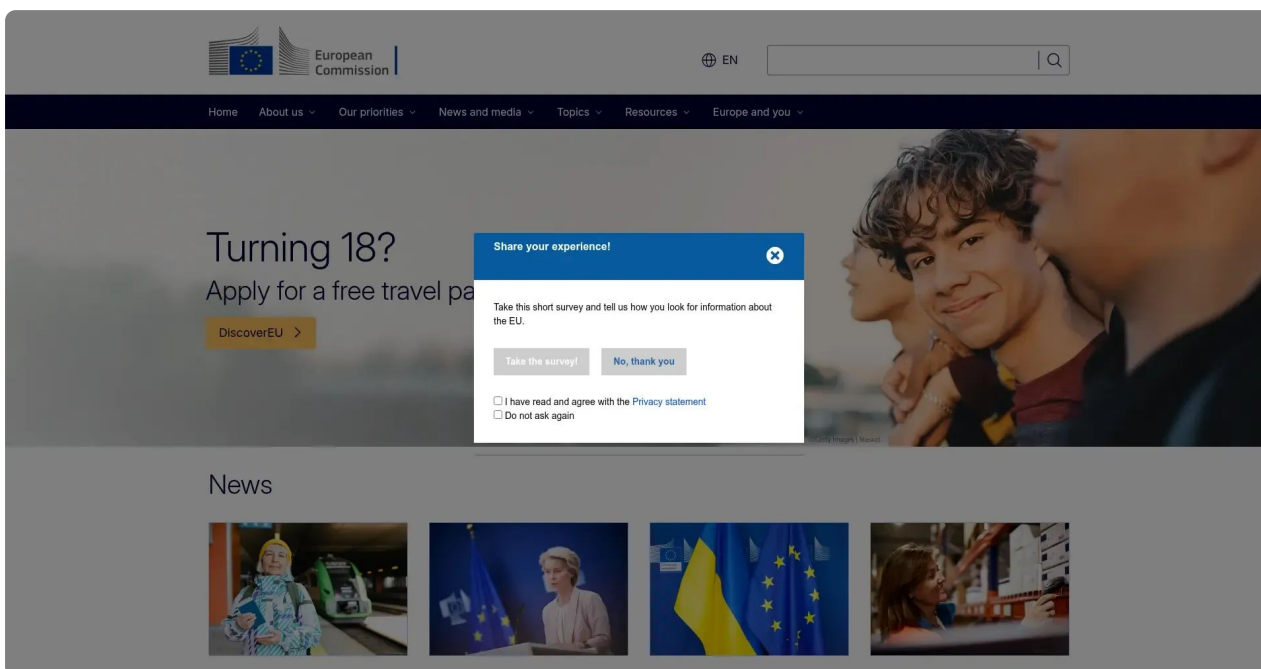 European
Commission
EN
Home About us Our priorities News and media Topics Resources Europe and you
Turning 18?
Apply for a free travel pa
DiscoverEU
Share your experience!
Take this short survey and tell us how you look for information about
the EU.
Take the survey! No, thank you
I have read and agree with the Privacy statement
Do not ask again
News